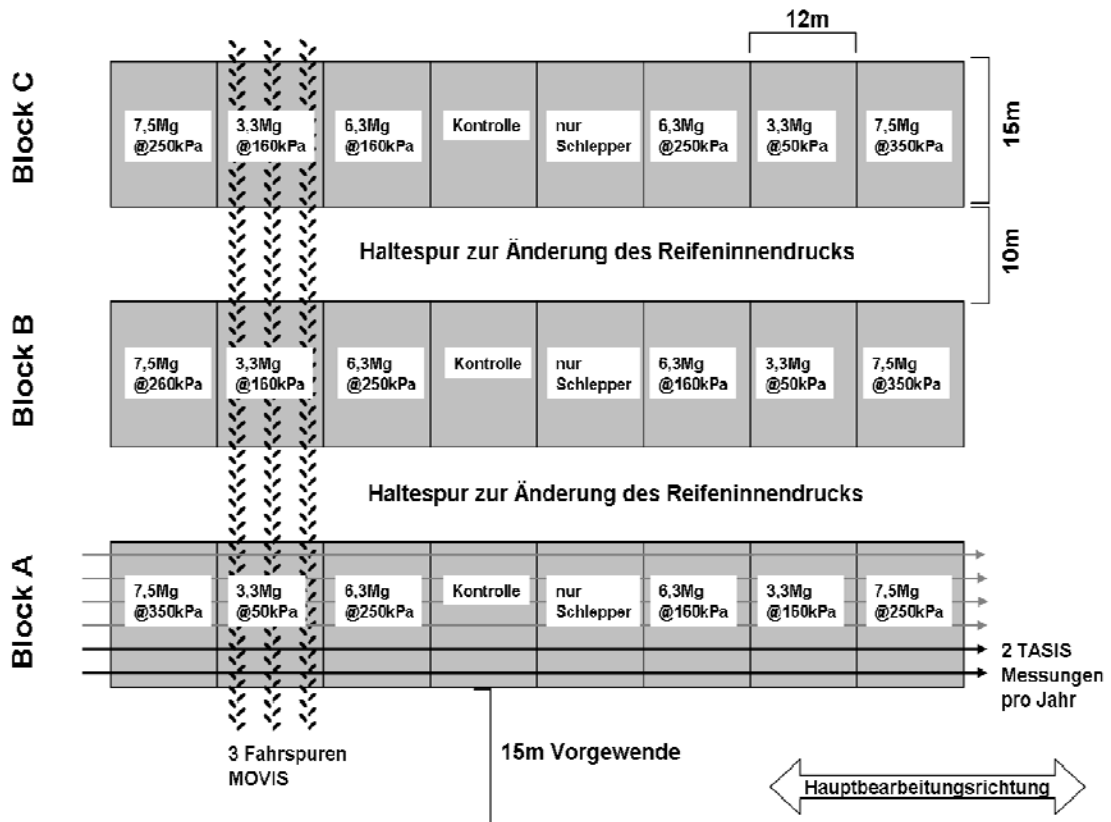 12m
Block C
7,5Mg
@250kPa
3,3Mg
@160kPa
6,3Mg
@160kPa
Kontrolle
nur
Schlepper
6,3Mg
@250kPa
3,3Mg
@50kPa
7,5Mg
@350kPa
15m
Haltespur zur Änderung des Reifeninnendrucks
10m
Block B
7,5Mg
@260kPa
3,3Mg
@160kPa
6,3Mg
@250kPa
Kontrolle
nur
Schlepper
6,3Mg
@160kPa
3,3Mg
@50kPa
7,5Mg
@350kPa
Haltespur zur Änderung des Reifeninnendrucks
Block A
7,5Mg
@350kPa
3,3Mg
@50kPa
6,3Mg
@250kPa
Kontrolle
nur
Schlepper
6,3Mg
@160kPa
3,3Mg
@160kPa
7,5Mg
@250kPa
2 TASIS
Messungen
pro Jahr
3 Fahrspuren
MOVIS
15m Vorgewende
Hauptbearbeitungsrichtung